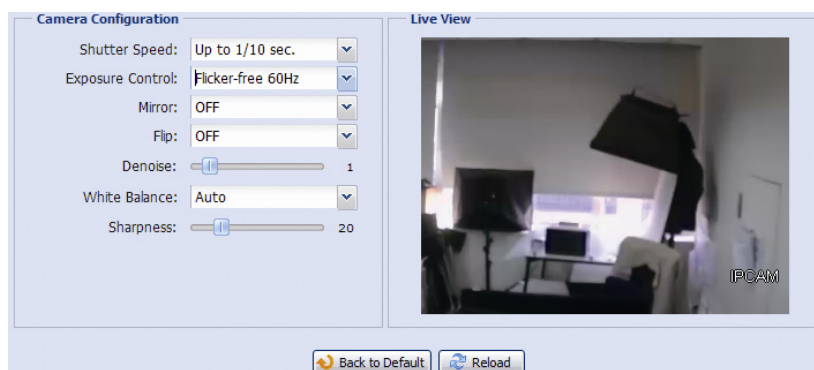 Camera Configuration
Shutter Speed: Up to 1/10 sec.
Exposure Control: Flicker-free 60Hz
Mirror: OFF
Flip: OFF
Denoise: 1
White Balance: Auto
Sharpness: 20
Live View
IPCAM
Back to Default
Reload